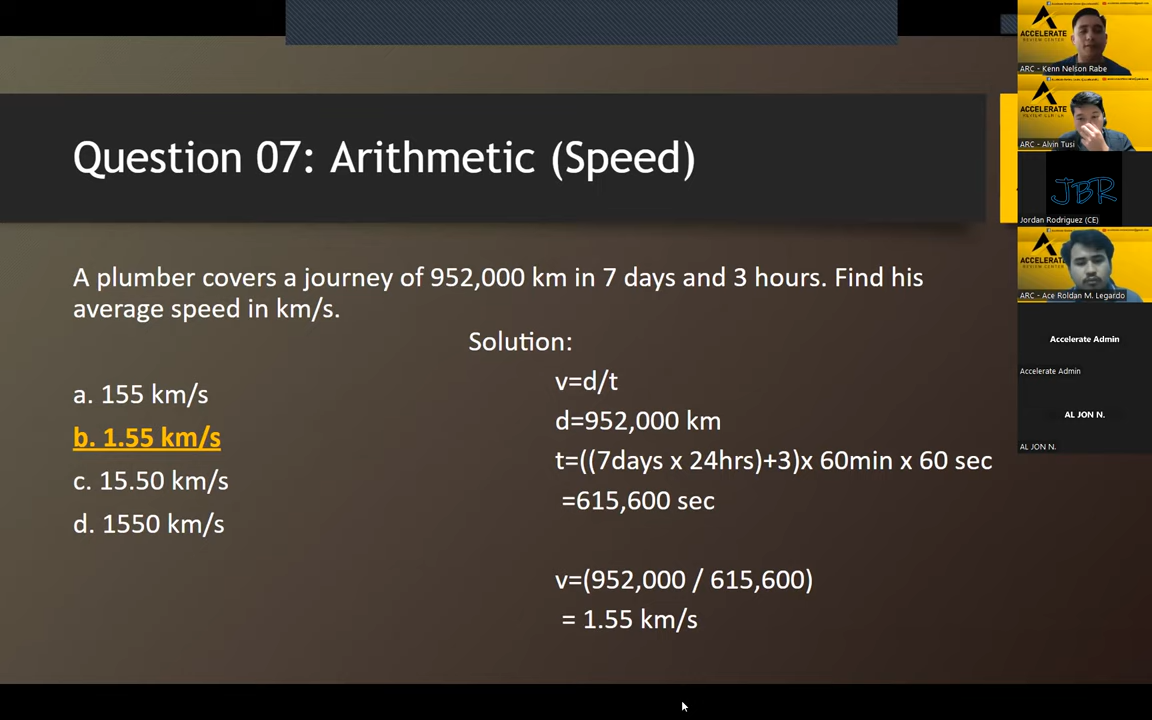 Question 07: Arithmetic (Speed)
A plumber covers a journey of 952,000 km in 7 days and 3 hours. Find his
average speed in km/s.
Solution:
v=d/t
a. 155 km/s
d=952,000 km
b. 1.55 km/s
t=((7days x 24hrs)+3)x 60min x 60 sec
c. 15.50 km/s
=615,600 sec
d. 1550 km/s
v=(952,000 / 615,600)
= 1.55 km/s
ACCELERATE
REVIEW CENTER
ARC - Kenn Nelson Rabe
ACCELERATE
REVIEW CENTER
ARC - Alvin Tusi
JBR
Jordan Rodriguez (CE)
ACCELERATE
ARC - Ace Roldan M. Legardo
Accelerate Admin
Accelerate Admin
AL JON N.
AL JON N.